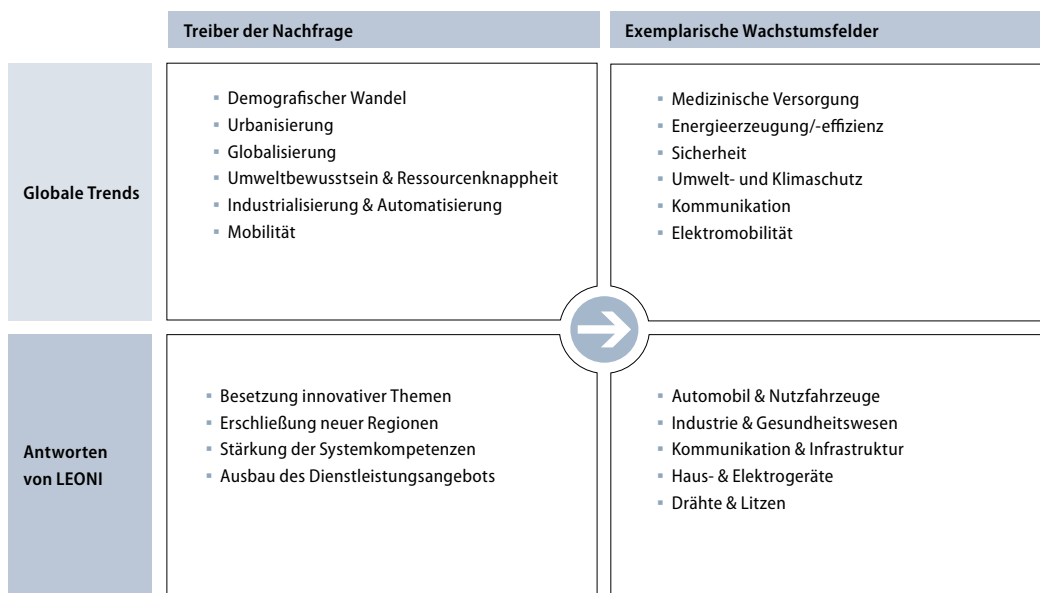 Treiber der Nachfrage
Exemplarische Wachstumsfelder
Globale Trends
▪ Demografischer Wandel
▪ Urbanisierung
▪ Globalisierung
▪ Umweltbewusstsein & Ressourcenknappheit
▪ Industrialisierung & Automatisierung
▪ Mobilität
▪ Medizinische Versorgung
▪ Energieerzeugung/-effizienz
▪ Sicherheit
▪ Umwelt- und Klimaschutz
▪ Kommunikation
▪ Elektromobilität
Antworten
von LEONI
▪ Besetzung innovativer Themen
▪ Erschließung neuer Regionen
▪ Stärkung der Systemkompetenzen
▪ Ausbau des Dienstleistungsangebots
▪ Automobil & Nutzfahrzeuge
▪ Industrie & Gesundheitswesen
▪ Kommunikation & Infrastruktur
▪ Haus- & Elektrogeräte
▪ Drähte & Litzen